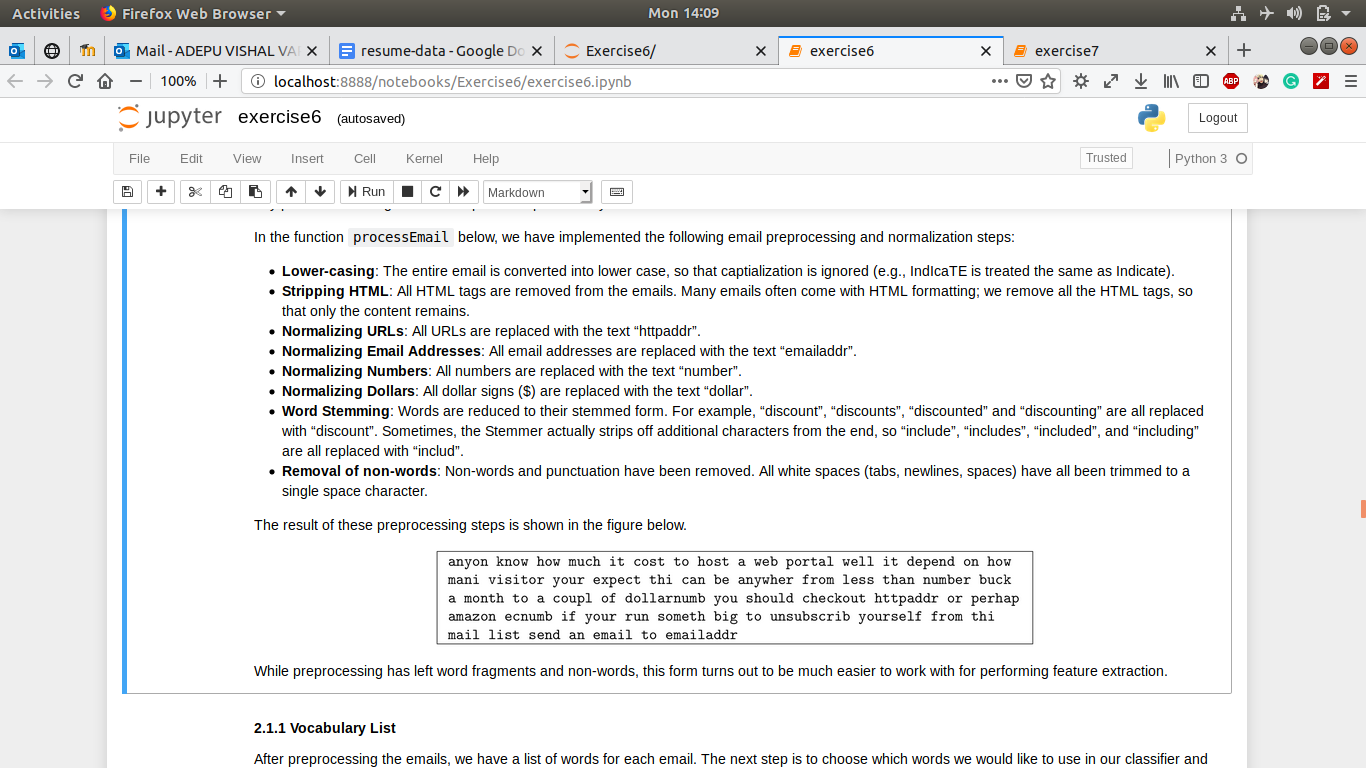 Activities Firefox Web Browser Mon 14:09
Mail - ADEPU VISHAL VA resume-data - Google Do Exercise6/ exercise6 exercise7
100% localhost:8888/notebooks/Exercise6/exercise6.ipynb ABP
jupyter exercise6 (autosaved) Logout
File Edit View Insert Cell Kernel Help Trusted Python 3
Run Markdown
In the function processEmail below, we have implemented the following email preprocessing and normalization steps:
• Lower-casing: The entire email is converted into lower case, so that captialization is ignored (e.g., IndIcaTE is treated the same as Indicate).
• Stripping HTML: All HTML tags are removed from the emails. Many emails often come with HTML formatting; we remove all the HTML tags, so
that only the content remains.
• Normalizing URLs: All URLs are replaced with the text “httpaddr”.
• Normalizing Email Addresses: All email addresses are replaced with the text “emailaddr”.
• Normalizing Numbers: All numbers are replaced with the text “number”.
• Normalizing Dollars: All dollar signs ($) are replaced with the text “dollar”.
• Word Stemming: Words are reduced to their stemmed form. For example, “discount”, “discounts”, “discounted” and “discounting” are all replaced
with “discount”. Sometimes, the Stemmer actually strips off additional characters from the end, so “include”, “includes”, “included”, and “including”
are all replaced with “includ”.
• Removal of non-words: Non-words and punctuation have been removed. All white spaces (tabs, newlines, spaces) have all been trimmed to a
single space character.
The result of these preprocessing steps is shown in the figure below.
anyon know how much it cost to host a web portal well it depend on how
mani visitor your expect thi can be anywher from less than number buck
a month to a coupl of dollarnumb you should checkout httpaddr or perhap
amazon ecnumb if your run someth big to unsubscrib yourself from thi
mail list send an email to emailaddr
While preprocessing has left word fragments and non-words, this form turns out to be much easier to work with for performing feature extraction.
2.1.1 Vocabulary List
After preprocessing the emails, we have a list of words for each email. The next step is to choose which words we would like to use in our classifier and